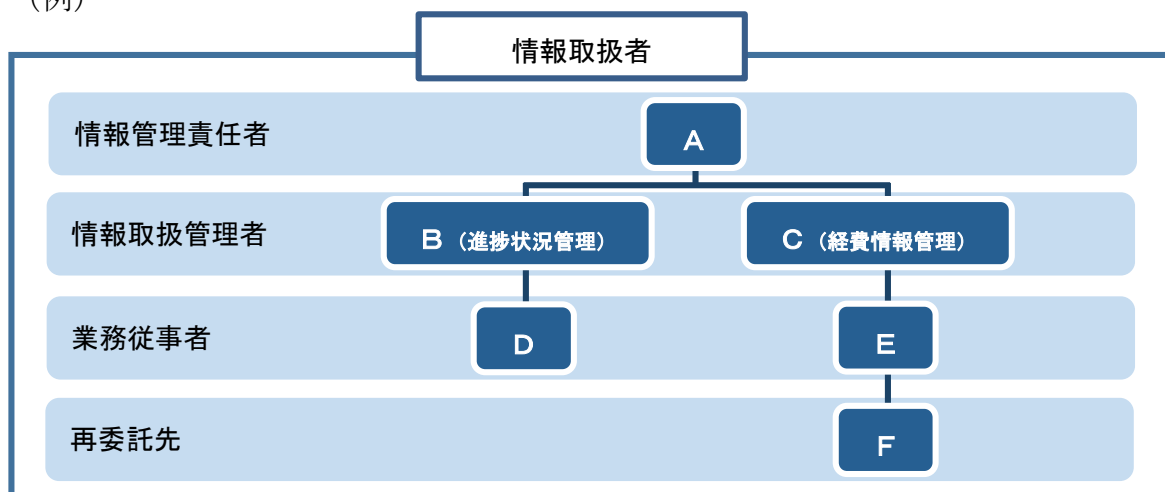 （例）
情報取扱者
情報管理責任者
A
情報取扱管理者
B（進捗状況管理）
C（経費情報管理）
業務従事者
D
E
再委託先
F